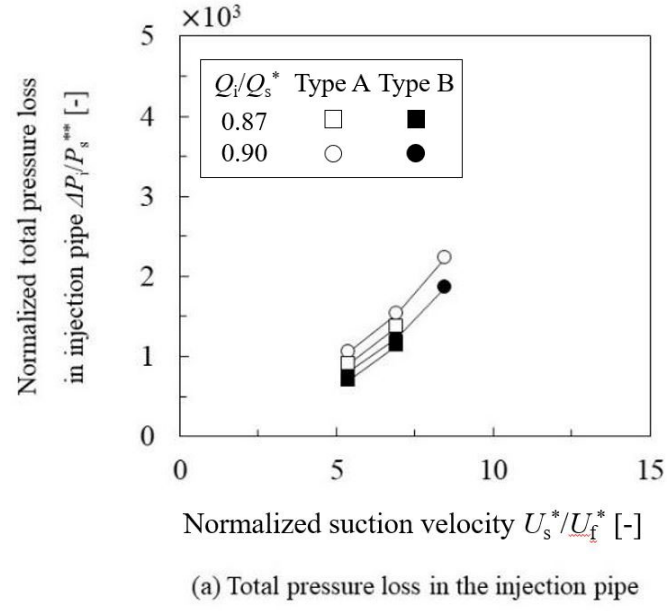 ×10³
Normalized total pressure loss
in injection pipe ΔPᵢ/Pₛ** [-]
5
4
3
2
1
0
Qᵢ/Qₛ* Type A Type B
0.87
0.90
0 5 10 15
Normalized suction velocity Uₛ*/U_f* [-]
(a) Total pressure loss in the injection pipe